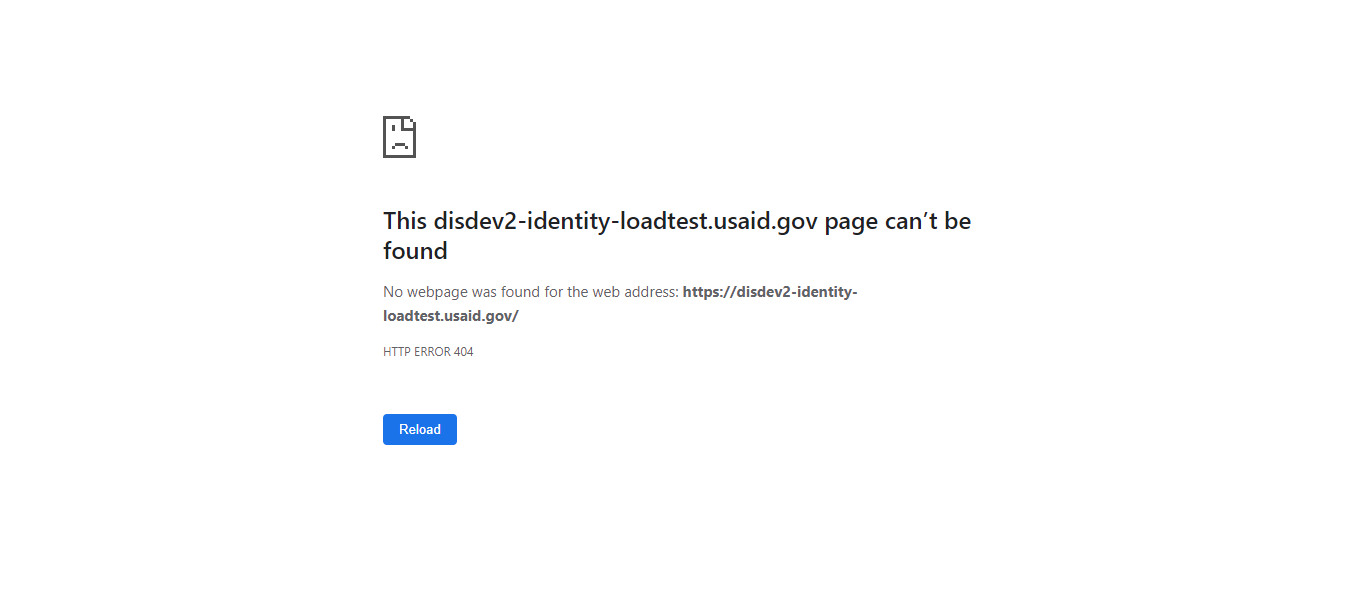 This disdev2-identity-loadtest.usaid.gov page can’t be
found
No webpage was found for the web address: https://disdev2-identity-
loadtest.usaid.gov/
HTTP ERROR 404
Reload